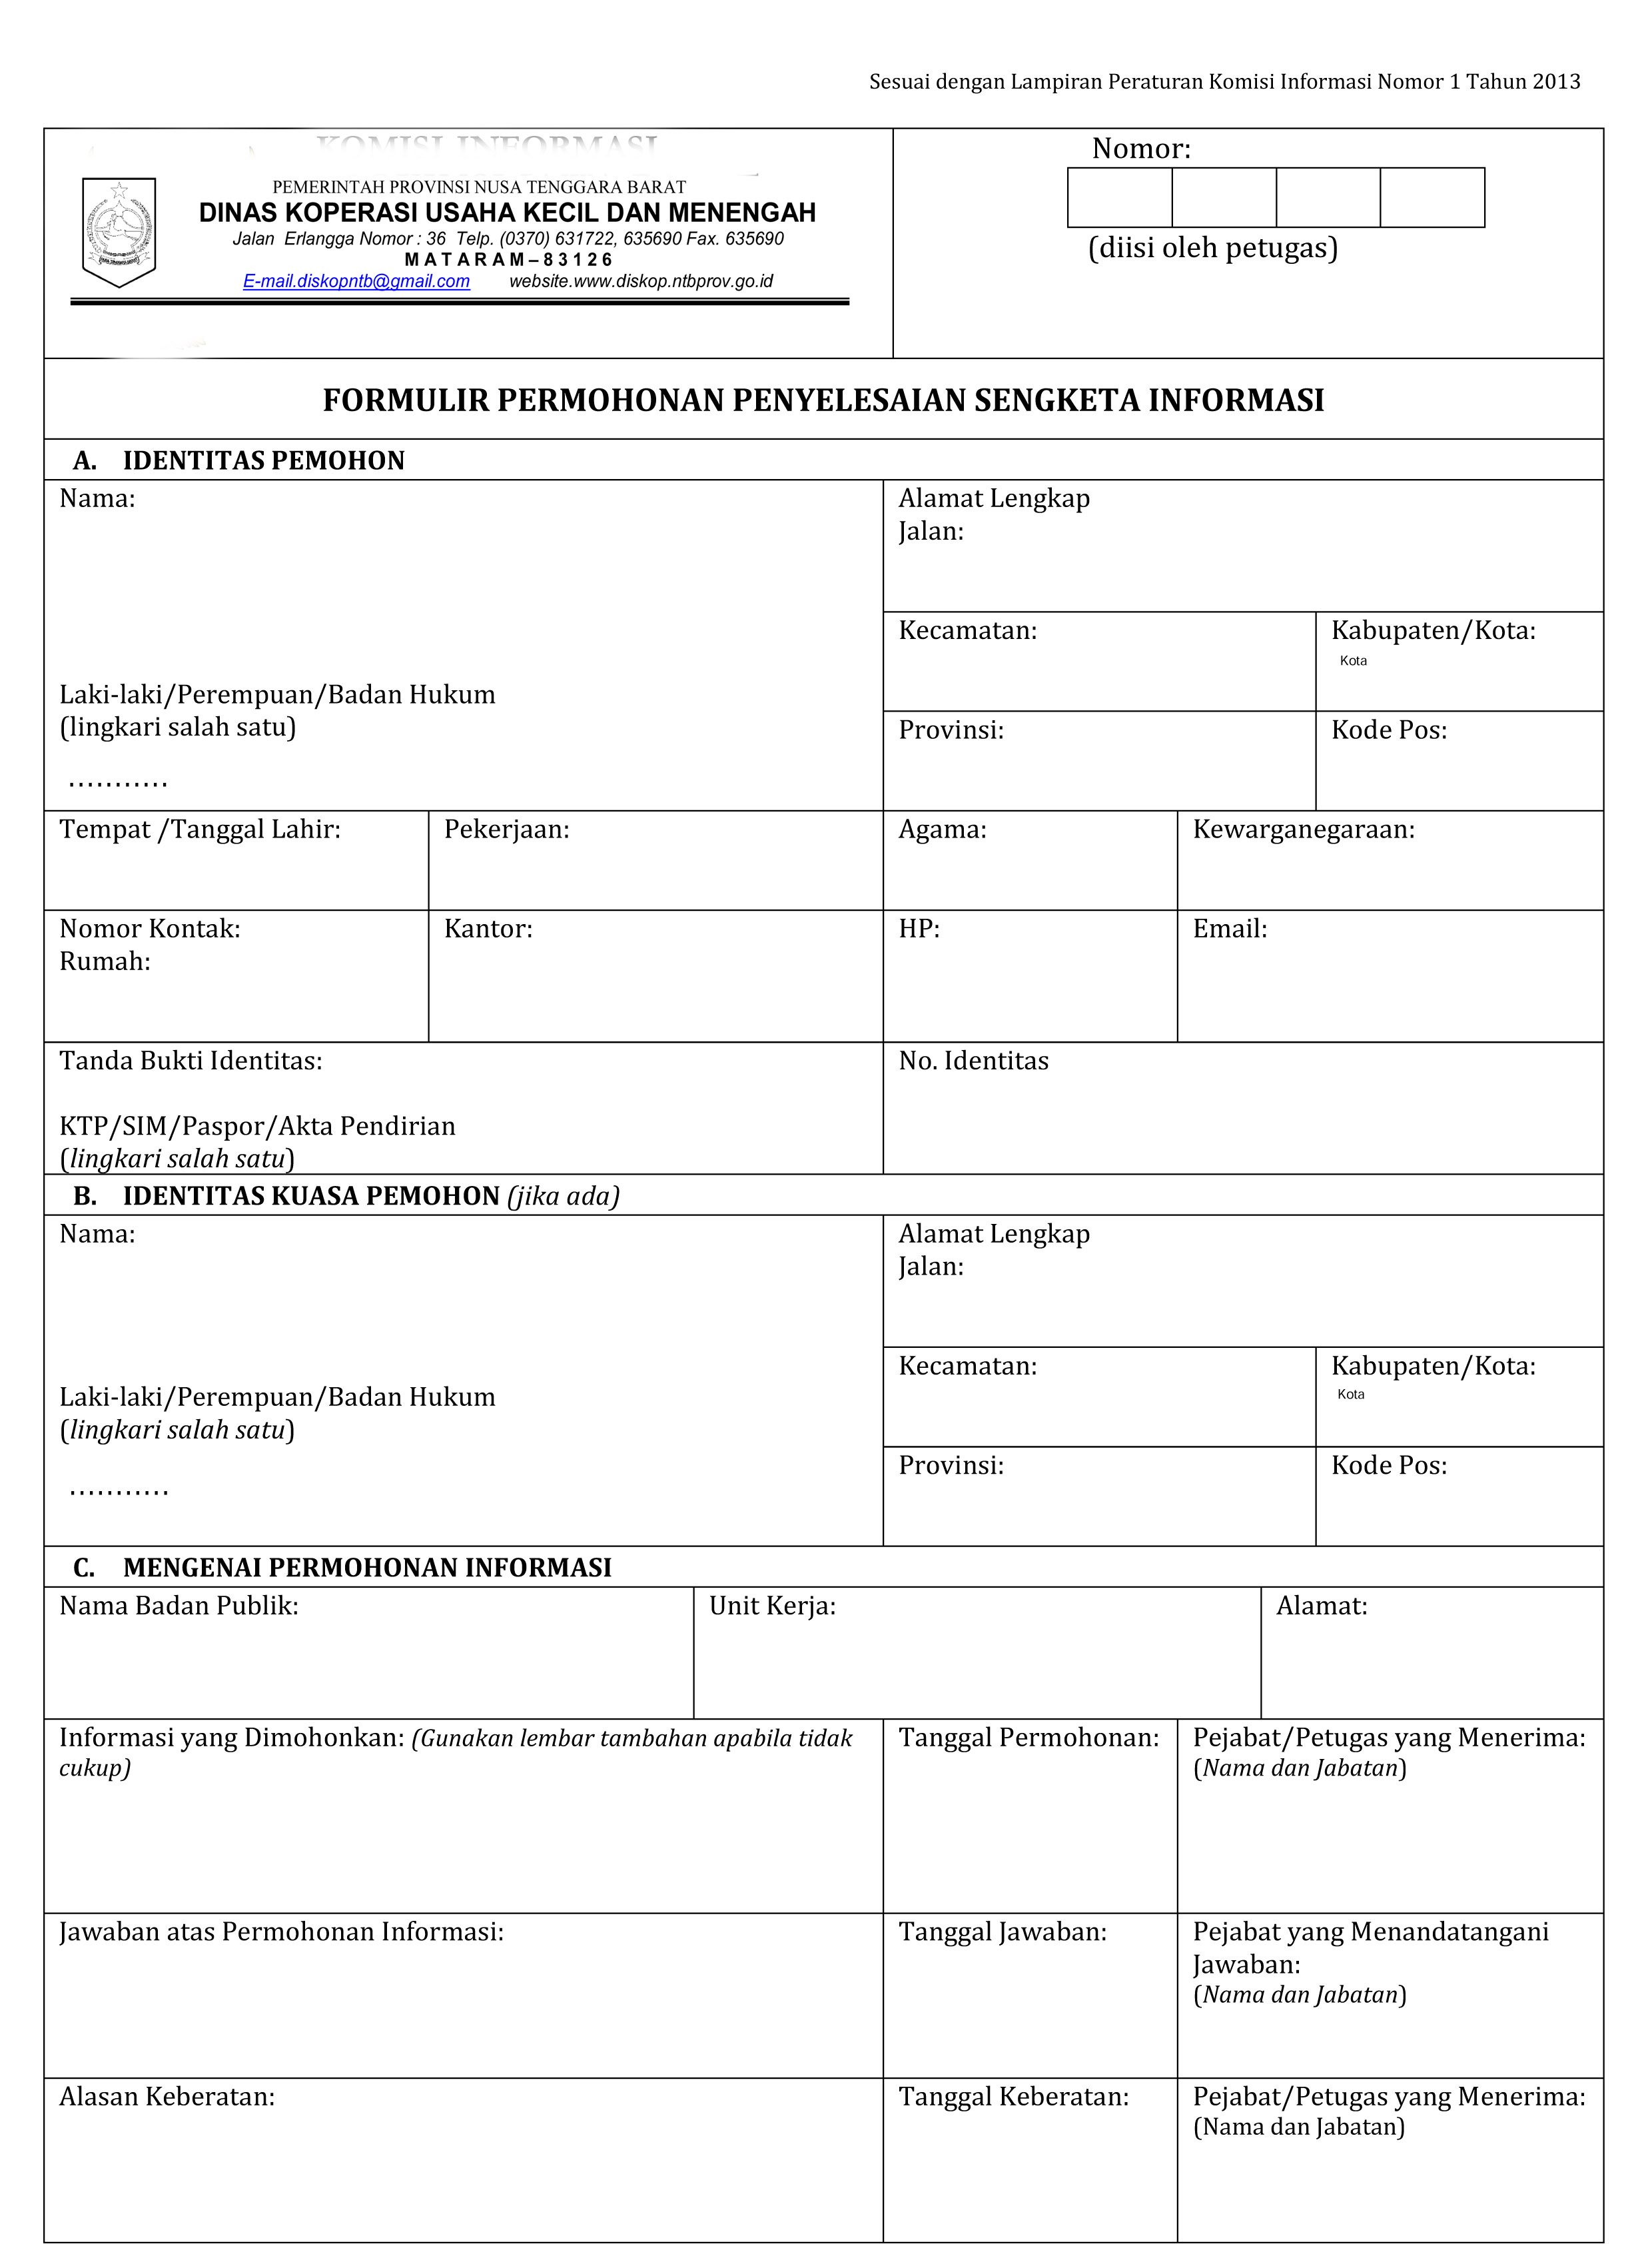 Sesuai dengan Lampiran Peraturan Komisi Informasi Nomor 1 Tahun 2013
KOMISI INFORMASI
PEMERINTAH PROVINSI NUSA TENGGARA BARAT
DINAS KOPERASI USAHA KECIL DAN MENENGAH
Jalan Erlangga Nomor : 36 Telp. (0370) 631722, 635690 Fax. 635690
M A T A R A M – 8 3 1 2 6
E-mail.diskopntb@gmail.com website.www.diskop.ntbprov.go.id
Nomor:
(diisi oleh petugas)
FORMULIR PERMOHONAN PENYELESAIAN SENGKETA INFORMASI
A. IDENTITAS PEMOHON
Nama:
Laki-laki/Perempuan/Badan Hukum
(lingkari salah satu)
...........
Alamat Lengkap
Jalan:
Kecamatan:
Kabupaten/Kota:
Kota
Provinsi:
Kode Pos:
Tempat /Tanggal Lahir:
Pekerjaan:
Agama:
Kewarganegaraan:
Nomor Kontak:
Rumah:
Kantor:
HP:
Email:
Tanda Bukti Identitas:
KTP/SIM/Paspor/Akta Pendirian
(lingkari salah satu)
No. Identitas
B. IDENTITAS KUASA PEMOHON (jika ada)
Nama:
Laki-laki/Perempuan/Badan Hukum
(lingkari salah satu)
...........
Alamat Lengkap
Jalan:
Kecamatan:
Kabupaten/Kota:
Kota
Provinsi:
Kode Pos:
C. MENGENAI PERMOHONAN INFORMASI
Nama Badan Publik:
Unit Kerja:
Alamat:
Informasi yang Dimohonkan: (Gunakan lembar tambahan apabila tidak
cukup)
Tanggal Permohonan:
Pejabat/Petugas yang Menerima:
(Nama dan Jabatan)
Jawaban atas Permohonan Informasi:
Tanggal Jawaban:
Pejabat yang Menandatangani
Jawaban:
(Nama dan Jabatan)
Alasan Keberatan:
Tanggal Keberatan:
Pejabat/Petugas yang Menerima:
(Nama dan Jabatan)